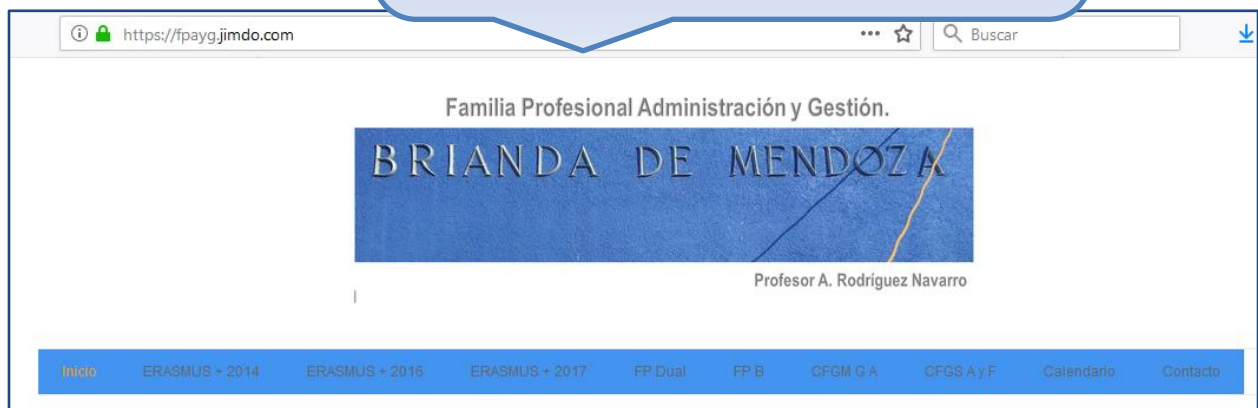 https://fpayg.jimdo.com
Buscar
Familia Profesional Administración y Gestión.
BRIANDA DE MENDOZA
Profesor A. Rodríguez Navarro
Inicio ERASMUS + 2014 ERASMUS + 2016 ERASMUS + 2017 FP Dual FP B CFGM G A CFGS A y F Calendario Contacto